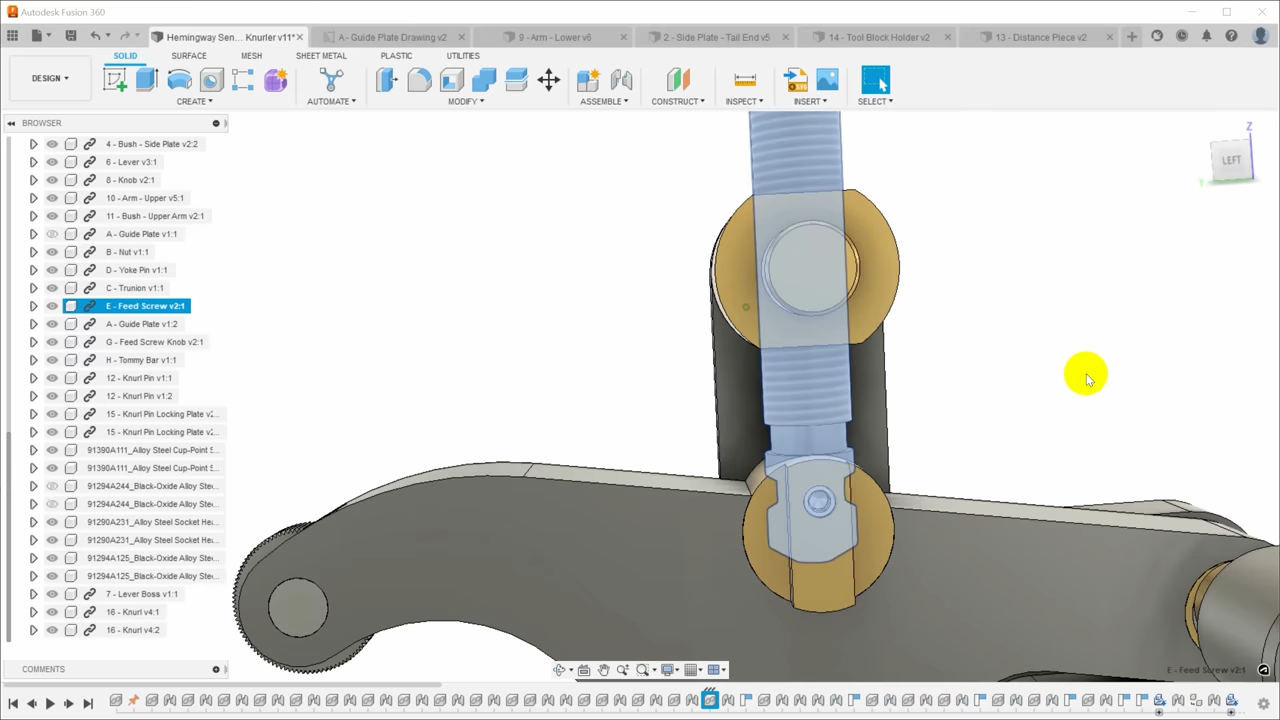 Autodesk Fusion 360
Hemingway Sen... Knurler v11*
A - Guide Plate Drawing v2
9 - Arm - Lower v6
2 - Side Plate - Tail End v5
14 - Tool Block Holder v2
13 - Distance Piece v2
SOLID
SURFACE
MESH
SHEET METAL
PLASTIC
UTILITIES
DESIGN
CREATE
AUTOMATE
MODIFY
ASSEMBLE
CONSTRUCT
INSPECT
INSERT
SELECT
BROWSER
4 - Bush - Side Plate v2:2
6 - Lever v3:1
8 - Knob v2:1
10 - Arm - Upper v5:1
11 - Bush - Upper Arm v2:1
A - Guide Plate v1:1
B - Nut v1:1
D - Yoke Pin v1:1
C - Trunion v1:1
E - Feed Screw v2:1
A - Guide Plate v1:2
G - Feed Screw Knob v2:1
H - Tommy Bar v1:1
12 - Knurl Pin v1:1
12 - Knurl Pin v1:2
15 - Knurl Pin Locking Plate v2...
15 - Knurl Pin Locking Plate v2...
91390A111_Alloy Steel Cup-Point S...
91390A111_Alloy Steel Cup-Point S...
91294A244_Black-Oxide Alloy Ste...
91294A244_Black-Oxide Alloy Ste...
91290A231_Alloy Steel Socket He...
91290A231_Alloy Steel Socket He...
91294A125_Black-Oxide Alloy Ste...
91294A125_Black-Oxide Alloy Ste...
7 - Lever Boss v1:1
16 - Knurl v4:1
16 - Knurl v4:2
COMMENTS
Z
LEFT
Y
E - Feed Screw v2:1